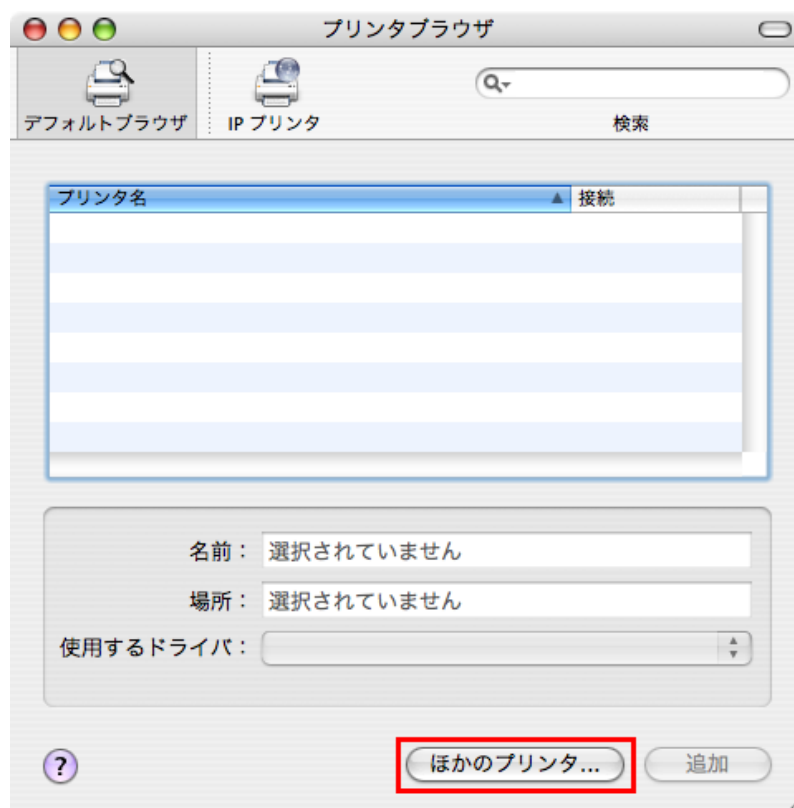 プリンタブラウザ
デフォルトブラウザ
IP プリンタ
検索
プリンタ名
接続
名前：選択されていません
場所：選択されていません
使用するドライバ：
?
ほかのプリンタ...
追加